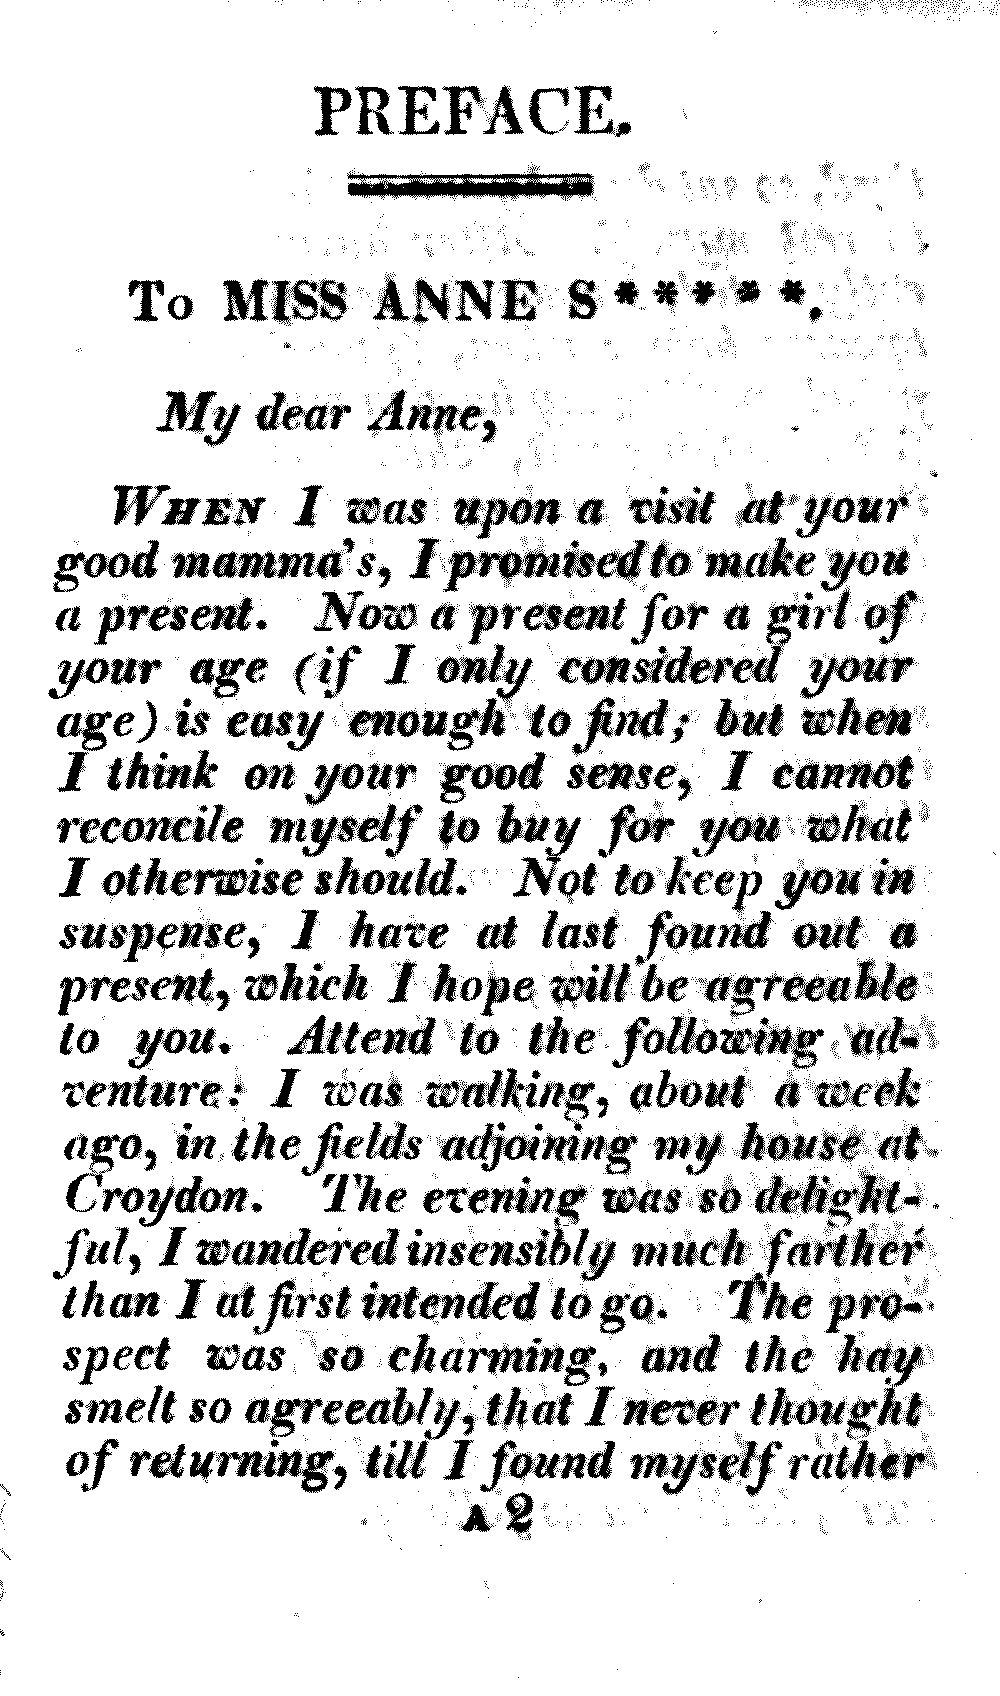 PREFACE.
To MISS ANNE S*****.
My dear Anne,
WHEN I was upon a visit at your
good mamma's, I promised to make you
a present. Now a present for a girl of
your age (if I only considered your
age) is easy enough to find; but when
I think on your good sense, I cannot
reconcile myself to buy for you what
I otherwise should. Not to keep you in
suspense, I have at last found out a
present, which I hope will be agreeable
to you. Attend to the following ad-
venture: I was walking, about a week
ago, in the fields adjoining my house at
Croydon. The evening was so delight-
ful, I wandered insensibly much farther
than I at first intended to go. The pro-
spect was so charming, and the hay
smelt so agreeably, that I never thought
of returning, till I found myself rather
A 2